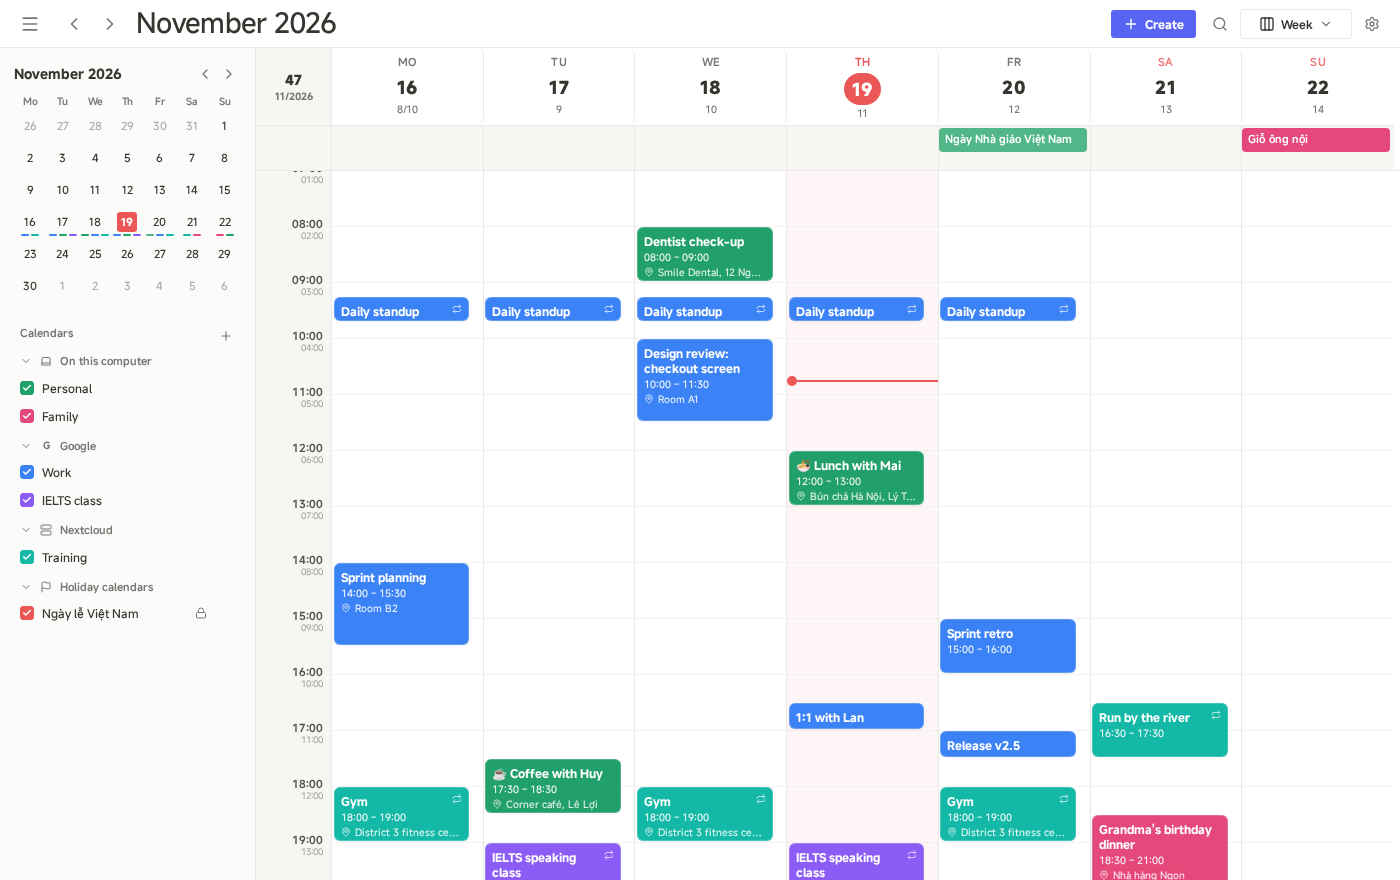 November 2026
Create
Week
November 2026
Mo Tu We Th Fr Sa Su
26 27 28 29 30 31 1
2 3 4 5 6 7 8
9 10 11 12 13 14 15
16 17 18 19 20 21 22
23 24 25 26 27 28 29
30 1 2 3 4 5 6
Calendars
On this computer
Personal
Family
G Google
Work
IELTS class
Nextcloud
Training
Holiday calendars
Ngày lễ Việt Nam
47
11/2026
MO
16
8/10
TU
17
9
WE
18
10
TH
19
11
FR
20
12
SA
21
13
SU
22
14
Ngày Nhà giáo Việt Nam
Giỗ ông nội
01:00
08:00
02:00
09:00
03:00
10:00
04:00
11:00
05:00
12:00
06:00
13:00
07:00
14:00
08:00
15:00
09:00
16:00
10:00
17:00
11:00
18:00
12:00
19:00
13:00
Daily standup
Sprint planning
14:00 – 15:30
Room B2
Gym
18:00 – 19:00
District 3 fitness ce...
Daily standup
☕ Coffee with Huy
17:30 – 18:30
Corner café, Lê Lợi
IELTS speaking
class
Dentist check-up
08:00 – 09:00
Smile Dental, 12 Ng...
Daily standup
Design review:
checkout screen
10:00 – 11:30
Room A1
Gym
18:00 – 19:00
District 3 fitness ce...
Daily standup
🍜 Lunch with Mai
12:00 – 13:00
Bún chả Hà Nội, Lý T...
1:1 with Lan
IELTS speaking
class
Daily standup
Sprint retro
15:00 – 16:00
Release v2.5
Gym
18:00 – 19:00
District 3 fitness ce...
Run by the river
16:30 – 17:30
Grandma's birthday
dinner
18:30 – 21:00
Nhà hàng Ngon